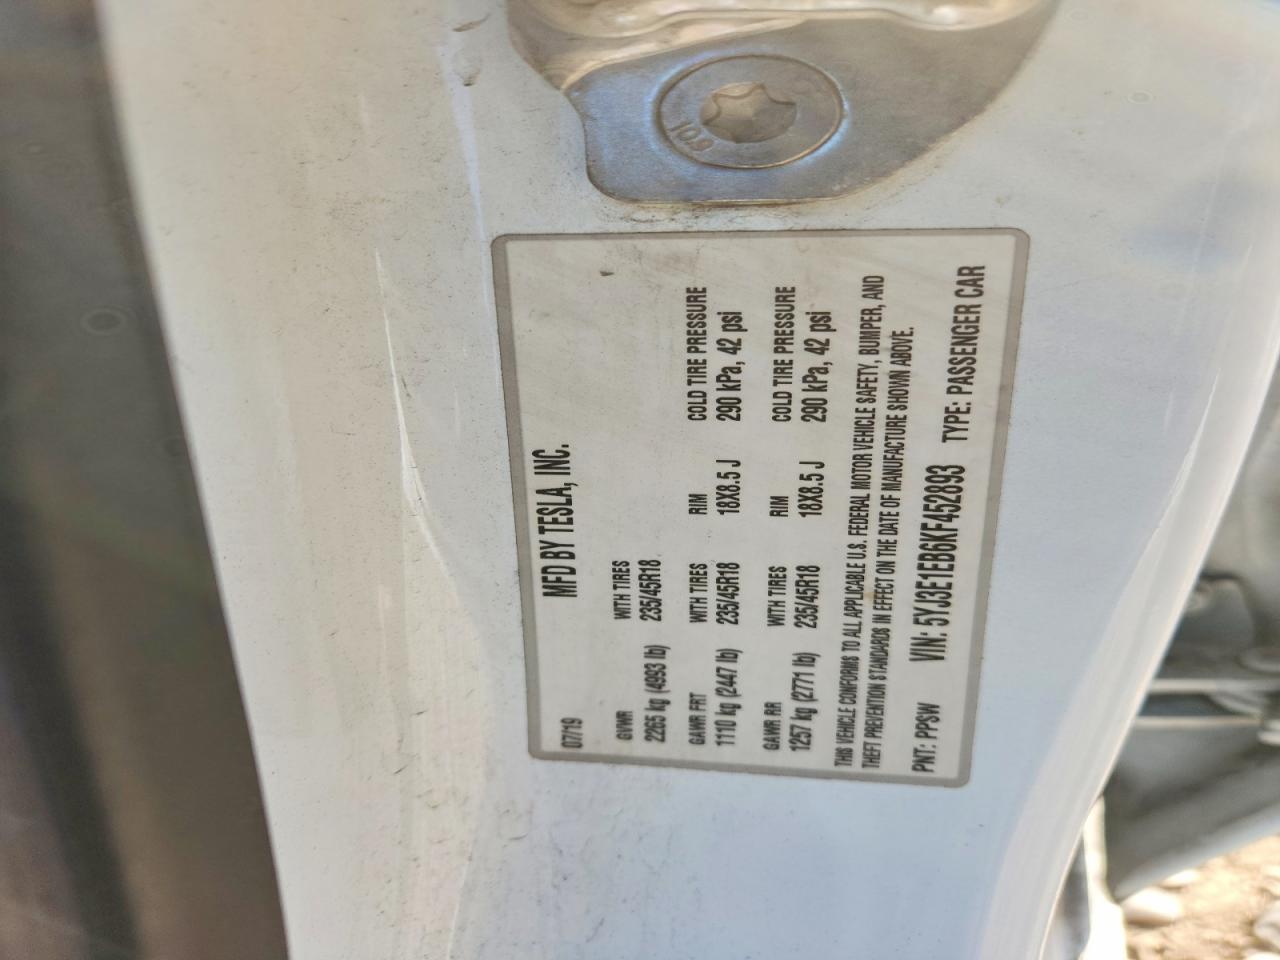 10.9
07/19 MFD BY TESLA, INC.
GVWR WITH TIRES
2265 kg (4993 lb) 235/45R18
GAWR FRT WITH TIRES RIM COLD TIRE PRESSURE
1110 kg (2447 lb) 235/45R18 18X8.5 J 290 kPa, 42 psi
GAWR RR WITH TIRES RIM COLD TIRE PRESSURE
1257 kg (2771 lb) 235/45R18 18X8.5 J 290 kPa, 42 psi
THIS VEHICLE CONFORMS TO ALL APPLICABLE U.S. FEDERAL MOTOR VEHICLE SAFETY, BUMPER, AND
THEFT PREVENTION STANDARDS IN EFFECT ON THE DATE OF MANUFACTURE SHOWN ABOVE.
PNT: PPSW VIN: 5YJ3E1EB6KF452893 TYPE: PASSENGER CAR